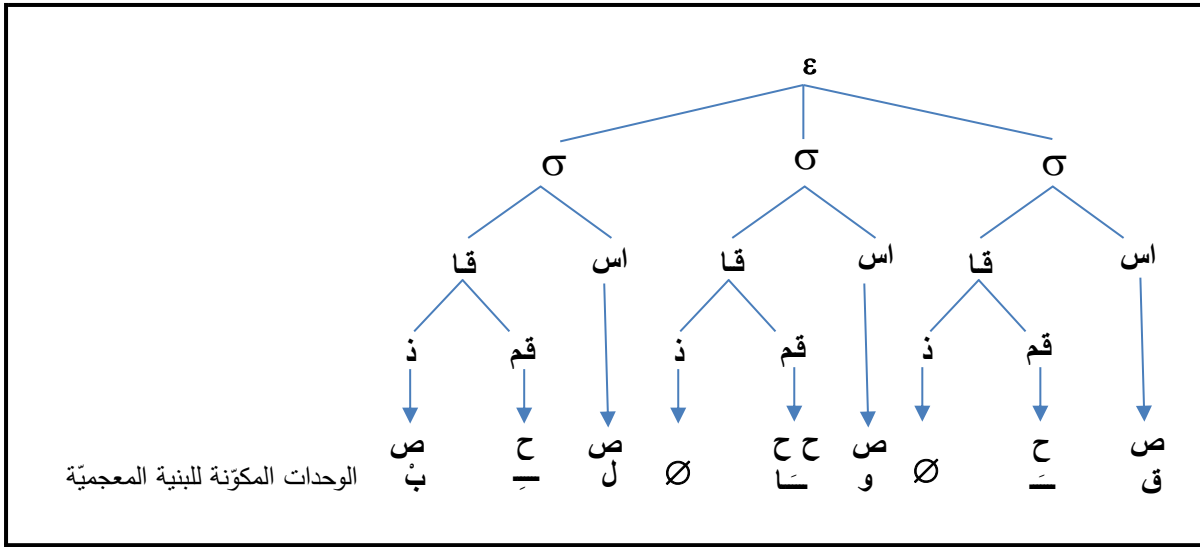 ε
σ σ σ
اس قا اس قا اس قا
قم ذ قم ذ قم ذ
ص ح ص ح ح ص ح ص
ق ـَـ ∅ و ـَـا ∅ ل ـِـ بْ الوحدات المكوّنة للبنية المعجميّة